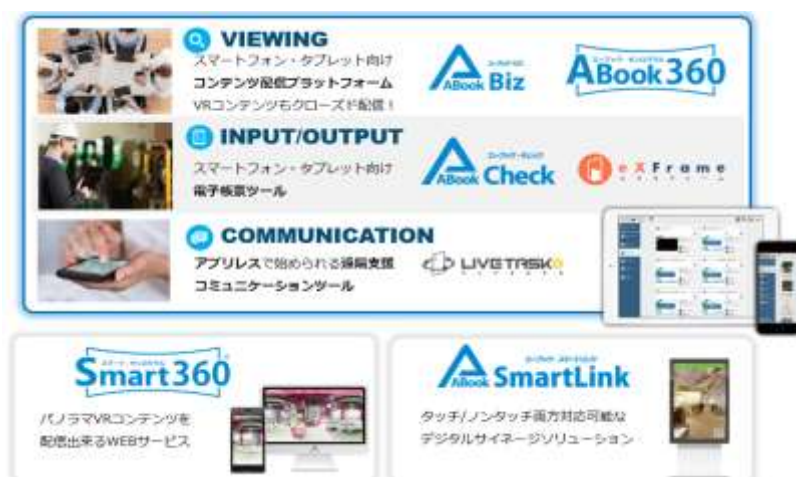 VIEWING
スマートフォン・タブレット向け
コンテンツ配信プラットフォーム
VRコンテンツもクローズド配信！
ABook Biz
ABook 360
INPUT/OUTPUT
スマートフォン・タブレット向け
電子帳票ツール
ABook Check
eXFrame
COMMUNICATION
アプリレスで始められる遠隔支援
コミュニケーションツール
LIVETASK
Smart360
パノラマVRコンテンツを
配信出来るWEBサービス
ABook SmartLink
タッチ/ノンタッチ両方対応可能な
デジタルサイネージソリューション